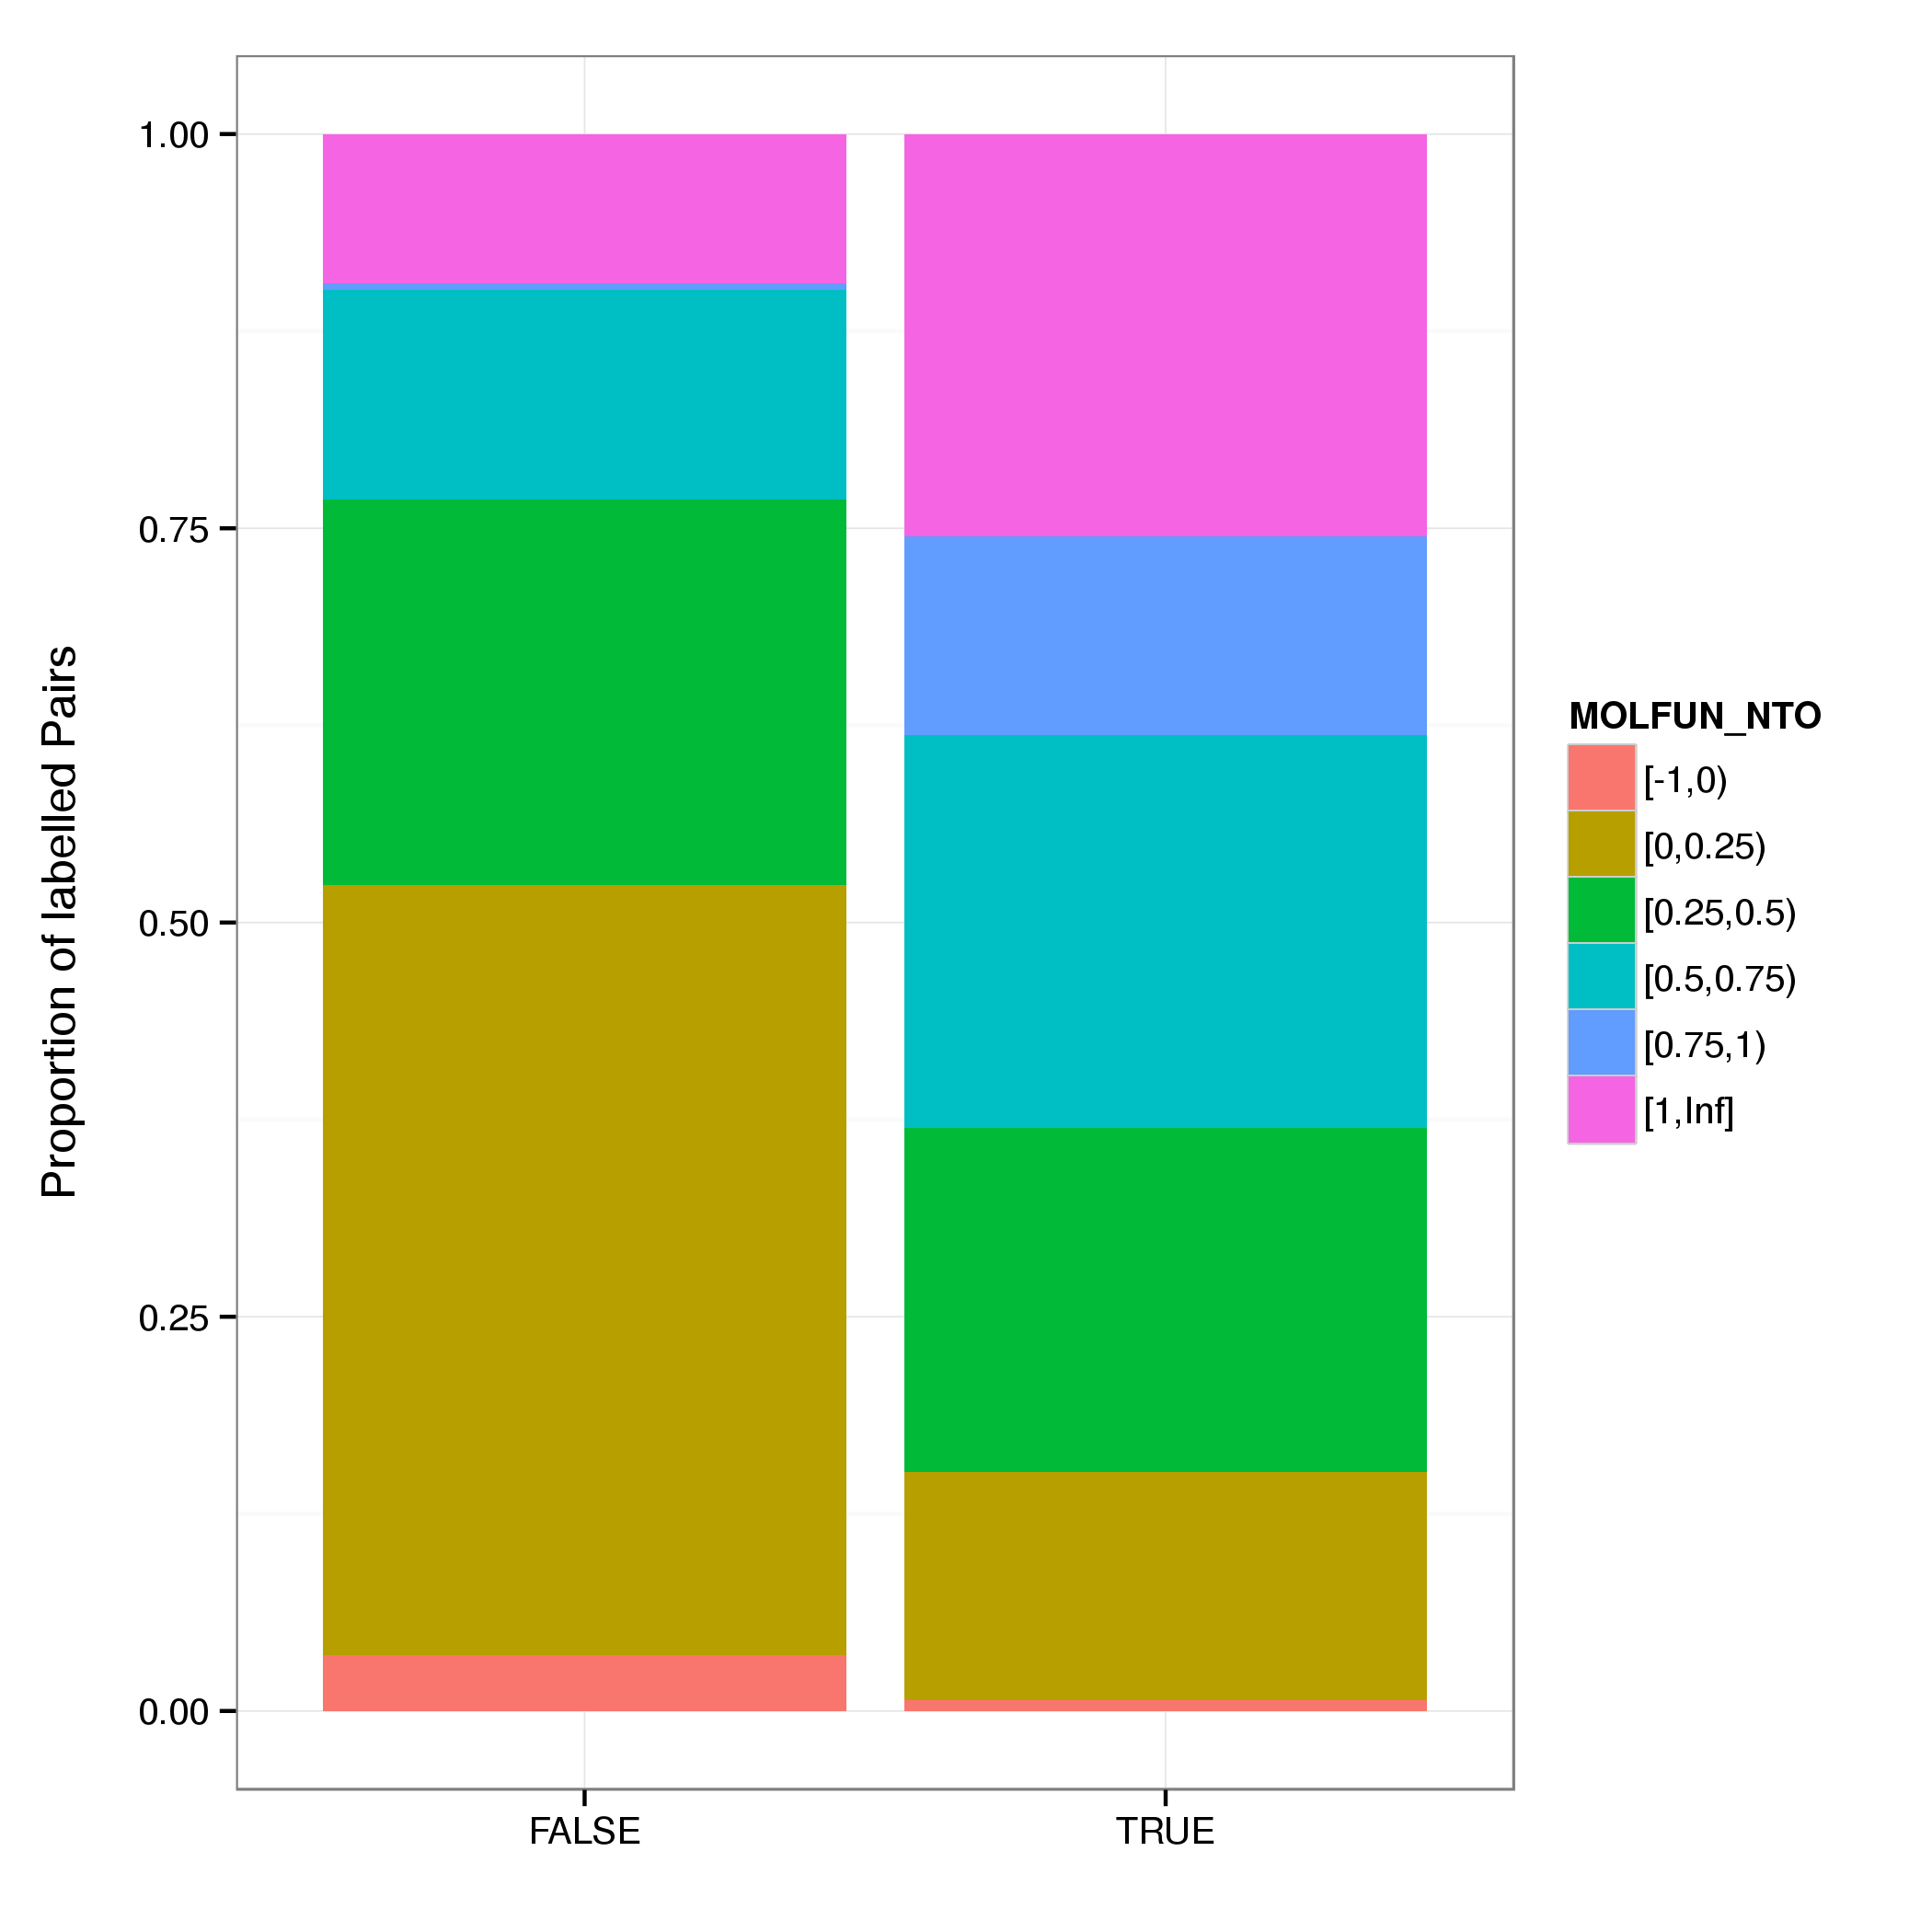 Proportion of labelled Pairs
1.00
0.75
0.50
0.25
0.00
FALSE
TRUE
MOLFUN_NTO
[-1,0)
[0,0.25)
[0.25,0.5)
[0.5,0.75)
[0.75,1)
[1,Inf]